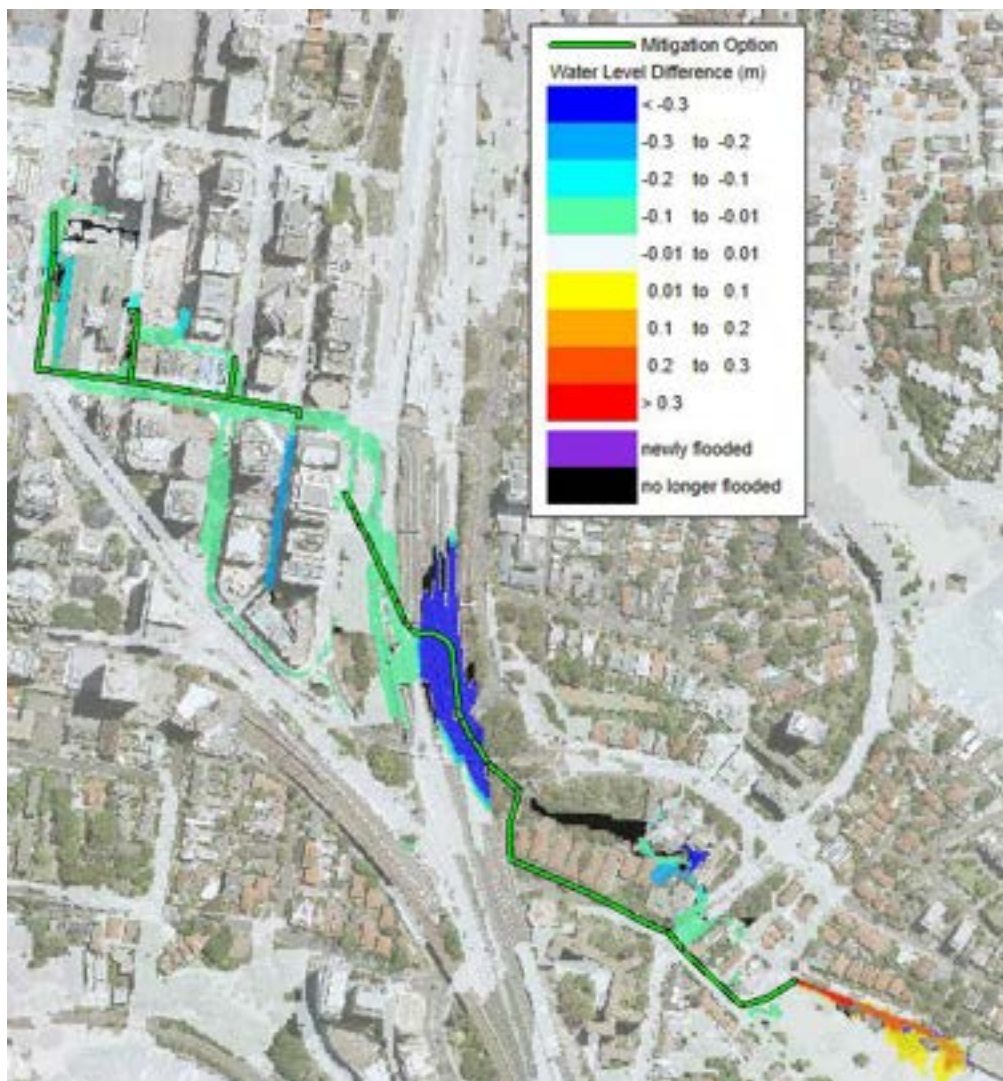 Mitigation Option
Water Level Difference (m)
< -0.3
-0.3 to -0.2
-0.2 to -0.1
-0.1 to -0.01
-0.01 to 0.01
0.01 to 0.1
0.1 to 0.2
0.2 to 0.3
> 0.3
newly flooded
no longer flooded